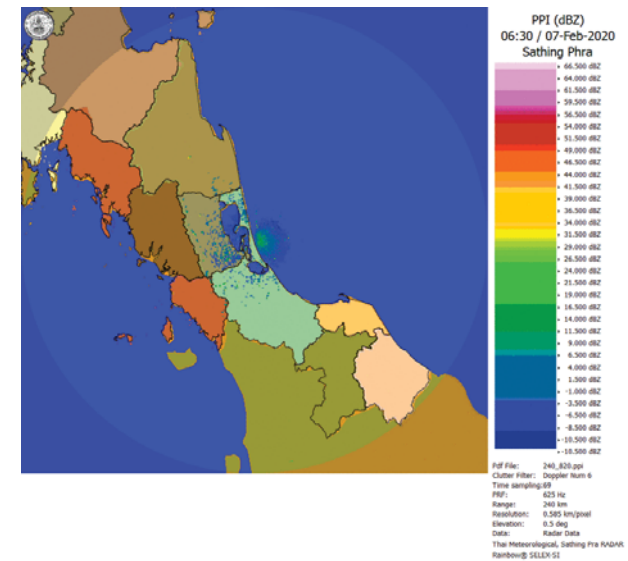 PPI (dBZ)
06:30 / 07-Feb-2020
Sathing Phra
66.500 dBZ
64.000 dBZ
61.500 dBZ
59.500 dBZ
56.500 dBZ
54.000 dBZ
51.500 dBZ
49.000 dBZ
46.500 dBZ
44.000 dBZ
41.500 dBZ
39.000 dBZ
36.500 dBZ
34.000 dBZ
31.500 dBZ
29.000 dBZ
26.500 dBZ
24.000 dBZ
21.500 dBZ
19.000 dBZ
16.500 dBZ
14.000 dBZ
11.500 dBZ
9.000 dBZ
6.500 dBZ
4.000 dBZ
1.500 dBZ
-1.000 dBZ
-3.500 dBZ
-6.500 dBZ
-8.500 dBZ
-10.500 dBZ
-10.500 dBZ
Pdf File: 240_820.ppi
Clutter Filter: Doppler Num 6
Time sampling:69
PRF: 625 Hz
Range: 240 km
Resolution: 0.585 km/pixel
Elevation: 0.5 deg
Data: Radar Data
Thai Meteorological, Sathing Pra RADAR
Rainbow® SELEX-SI